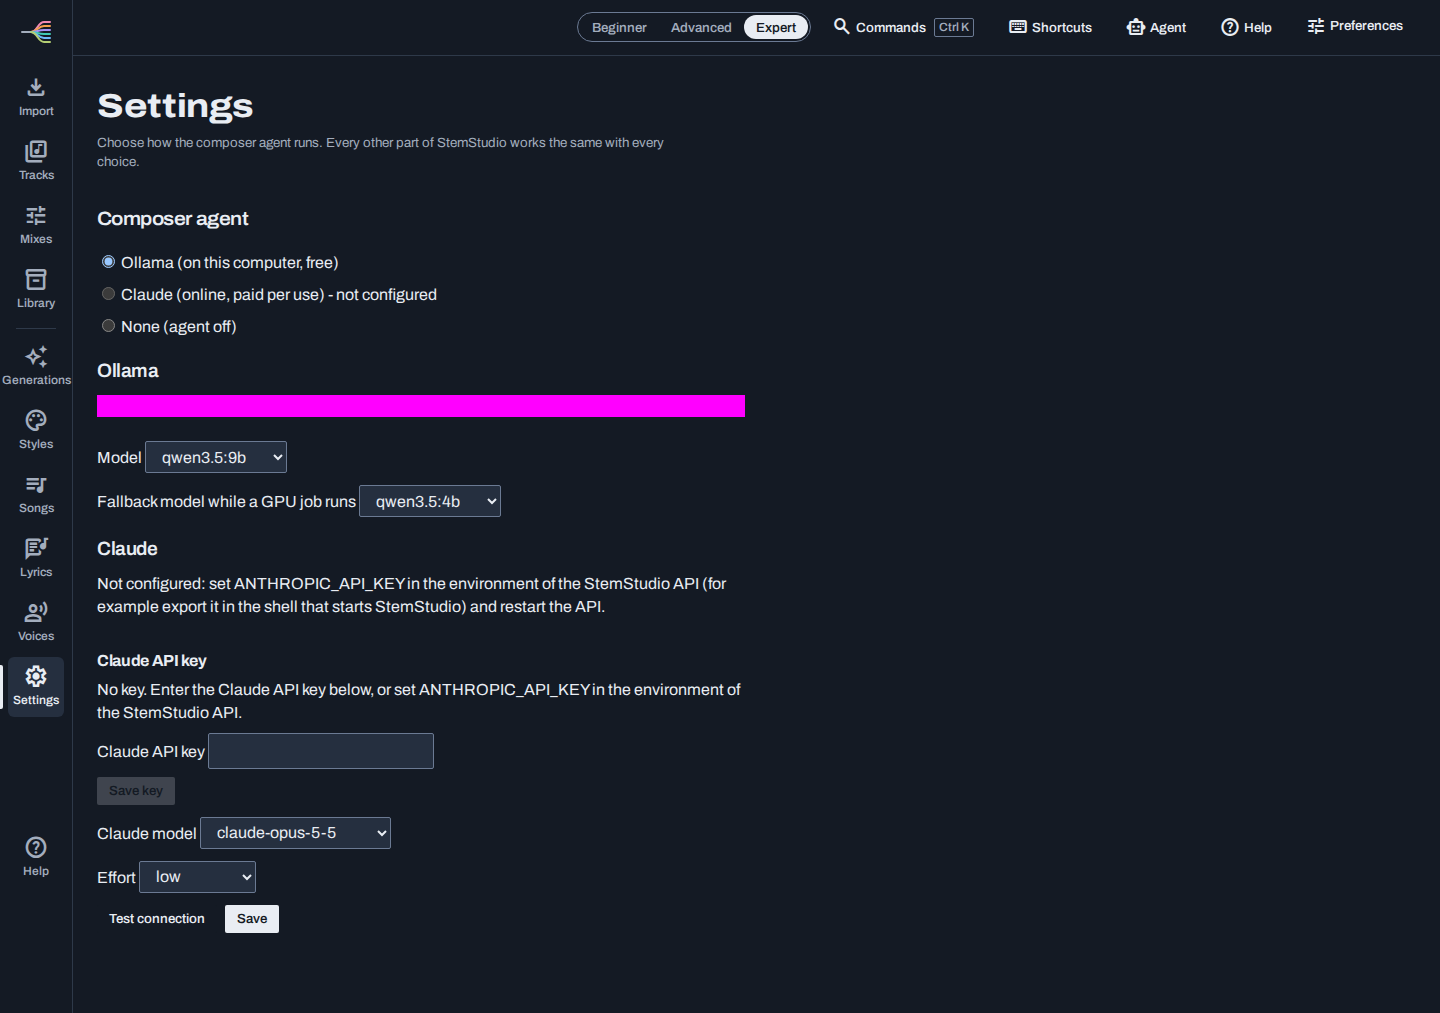 Beginner
Advanced
Expert
Commands
Ctrl K
Shortcuts
Agent
Help
Preferences
Import
Tracks
Mixes
Library
Generations
Styles
Songs
Lyrics
Voices
Settings
Help
Settings
Choose how the composer agent runs. Every other part of StemStudio works the same with every
choice.
Composer agent
Ollama (on this computer, free)
Claude (online, paid per use) - not configured
None (agent off)
Ollama
Model qwen3.5:9b
Fallback model while a GPU job runs qwen3.5:4b
Claude
Not configured: set ANTHROPIC_API_KEY in the environment of the StemStudio API (for
example export it in the shell that starts StemStudio) and restart the API.
Claude API key
No key. Enter the Claude API key below, or set ANTHROPIC_API_KEY in the environment of
the StemStudio API.
Claude API key
Save key
Claude model claude-opus-5-5
Effort low
Test connection
Save